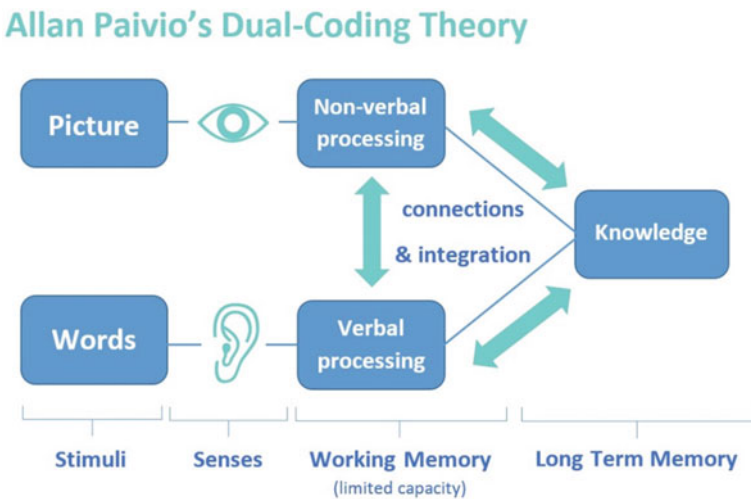 Allan Paivio's Dual-Coding Theory
Picture
Non-verbal
processing
connections
& integration
Knowledge
Words
Verbal
processing
Stimuli
Senses
Working Memory
(limited capacity)
Long Term Memory